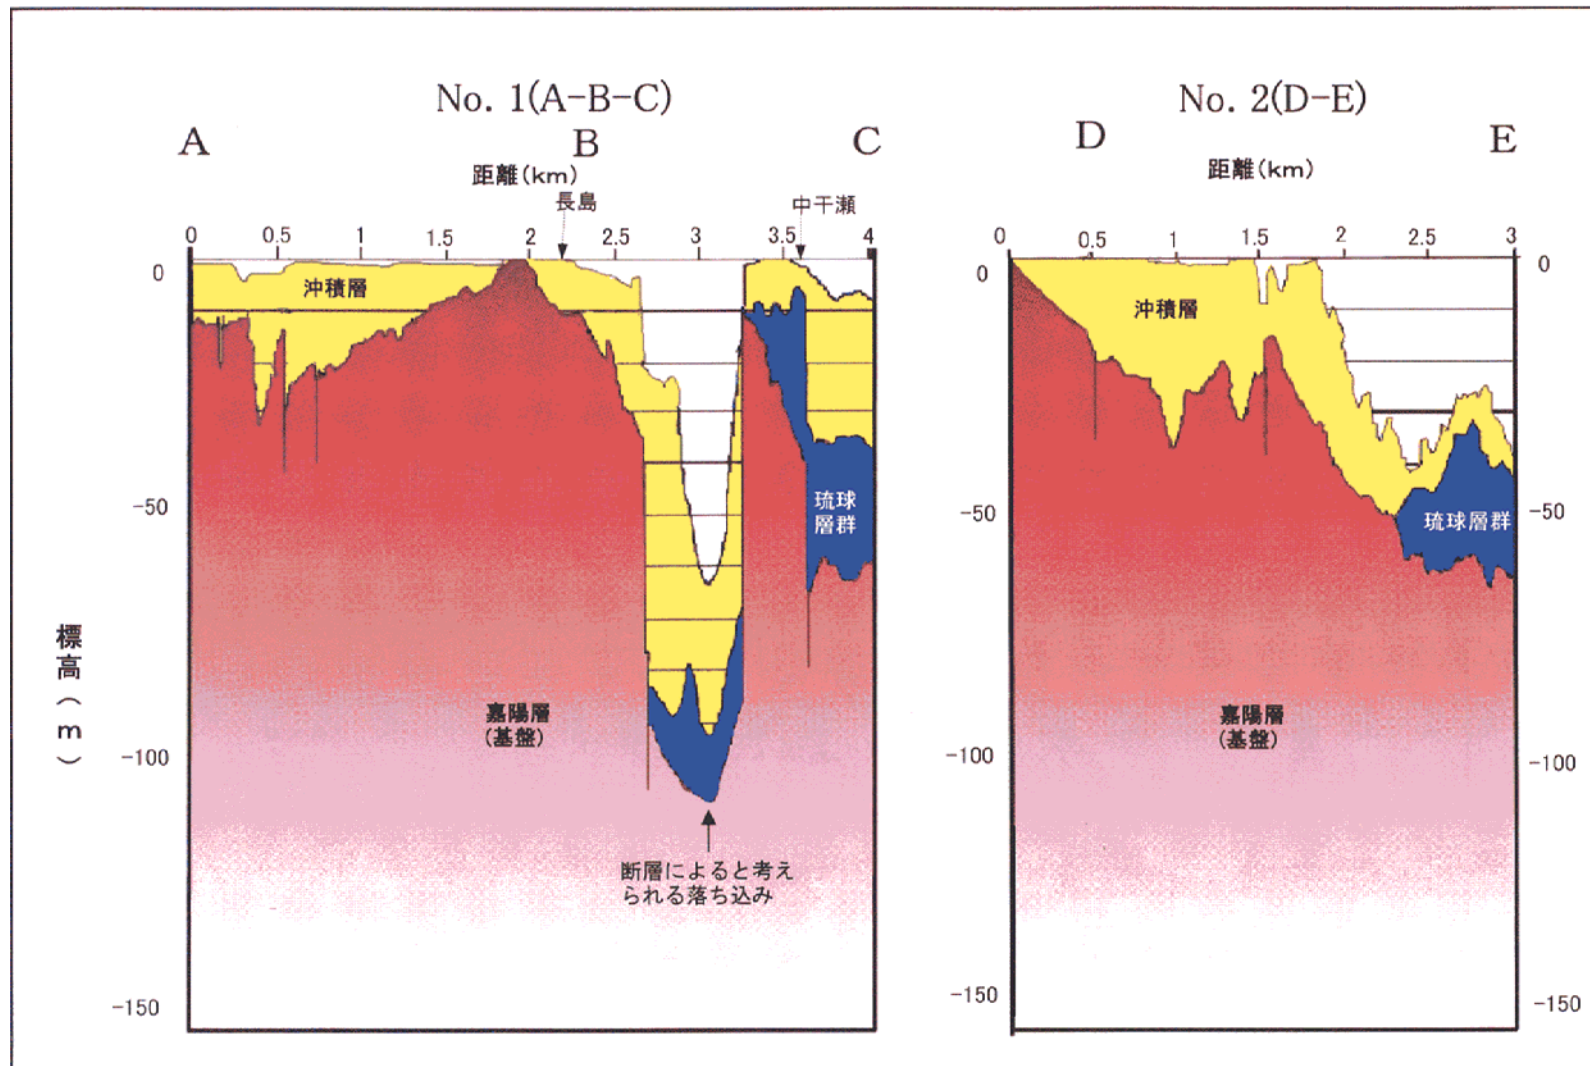 No. 1(A-B-C)
A
B
C
距離(km)
長島
中干瀬
0 0.5 1 1.5 2 2.5 3 3.5 4
0
-50
-100
-150
標高(m)
沖積層
琉球
層群
嘉陽層
(基盤)
断層によると考え
られる落ち込み
No. 2(D-E)
D
E
距離(km)
0 0.5 1 1.5 2 2.5 3
0
-50
-100
-150
沖積層
琉球層群
嘉陽層
(基盤)
0
-50
-100
-150